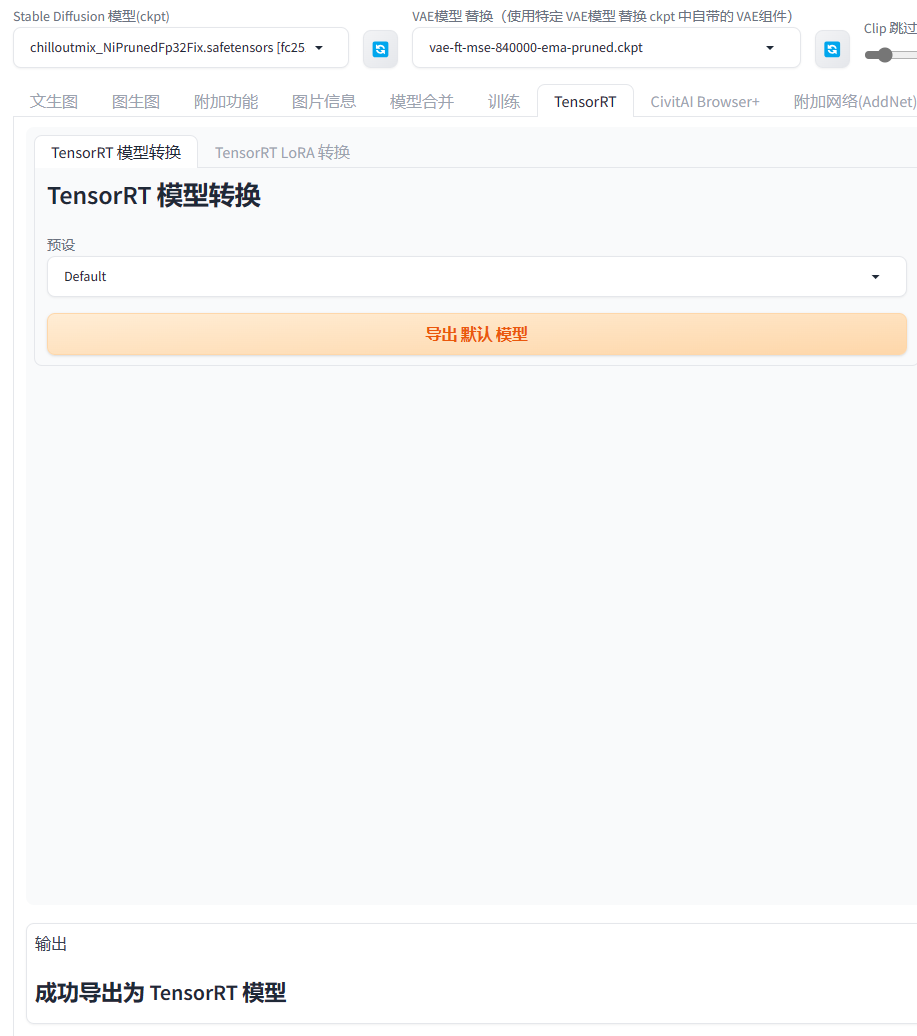 Stable Diffusion 模型(ckpt)
VAE模型 替换（使用特定 VAE模型 替换 ckpt 中自带的 VAE组件）
Clip 跳过
chilloutmix_NiPrunedFp32Fix.safetensors [fc25
vae-ft-mse-840000-ema-pruned.ckpt
文生图 图生图 附加功能 图片信息 模型合并 训练 TensorRT CivitAI Browser+ 附加网络(AddNet)
TensorRT 模型转换 TensorRT LoRA 转换
TensorRT 模型转换
预设
Default
导出 默认 模型
输出
成功导出为 TensorRT 模型